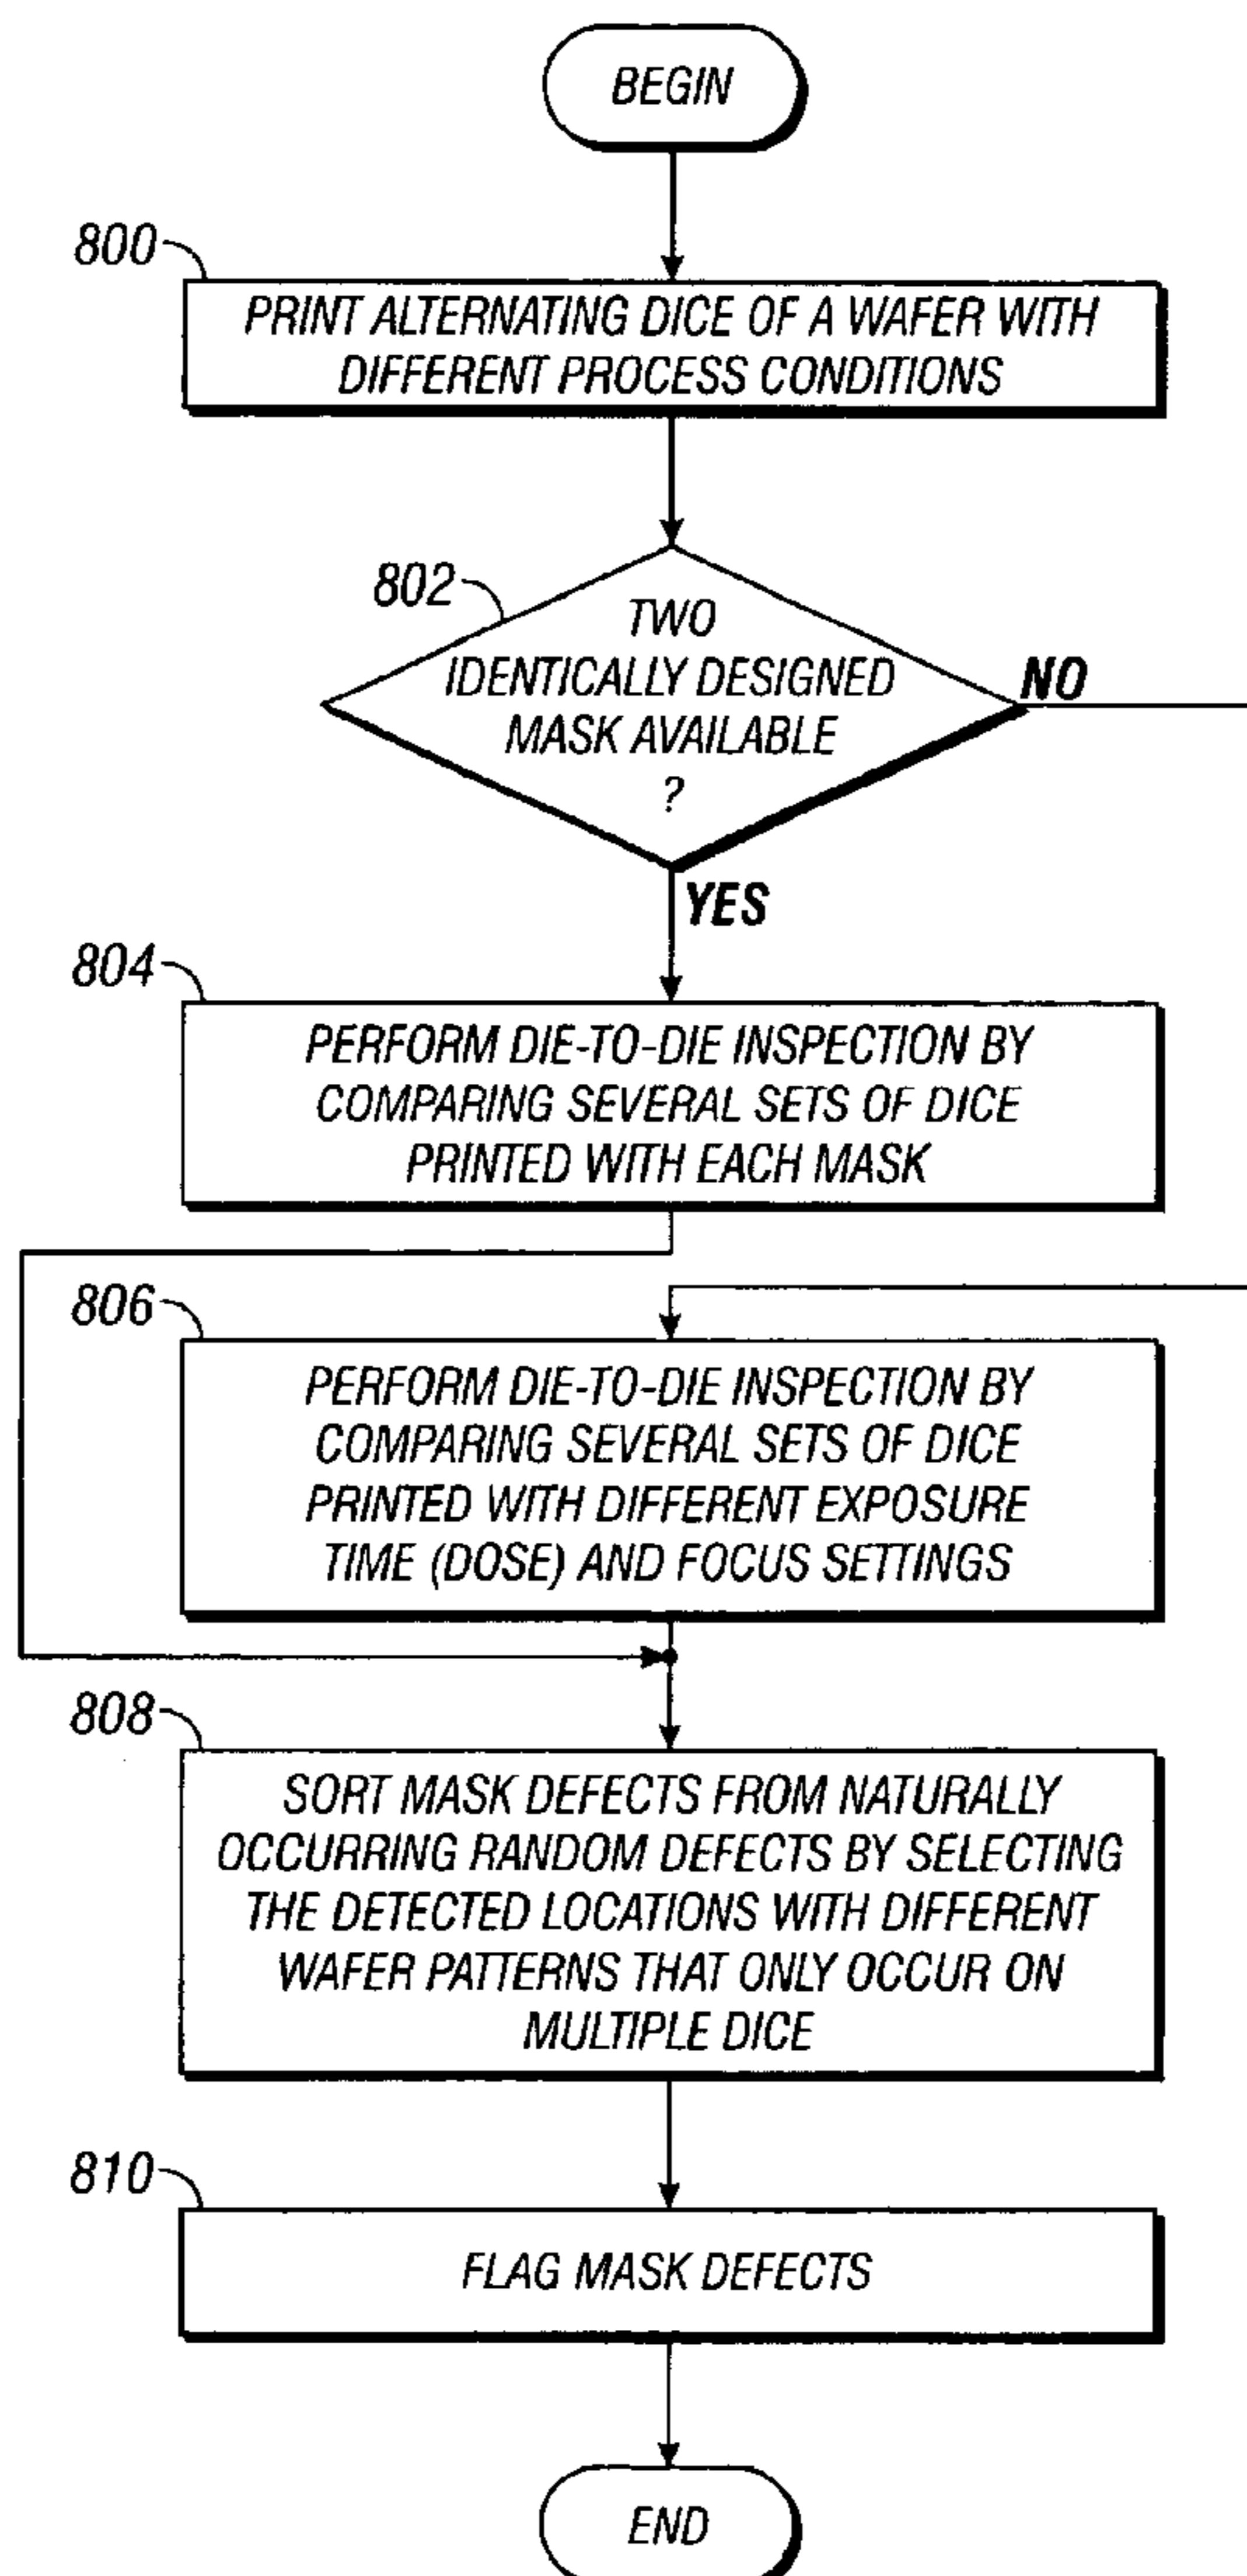 BEGIN
800
PRINT ALTERNATING DICE OF A WAFER WITH
DIFFERENT PROCESS CONDITIONS
802
TWO
IDENTICALLY DESIGNED
MASK AVAILABLE
?
NO
YES
804
PERFORM DIE-TO-DIE INSPECTION BY
COMPARING SEVERAL SETS OF DICE
PRINTED WITH EACH MASK
806
PERFORM DIE-TO-DIE INSPECTION BY
COMPARING SEVERAL SETS OF DICE
PRINTED WITH DIFFERENT EXPOSURE
TIME (DOSE) AND FOCUS SETTINGS
808
SORT MASK DEFECTS FROM NATURALLY
OCCURRING RANDOM DEFECTS BY SELECTING
THE DETECTED LOCATIONS WITH DIFFERENT
WAFER PATTERNS THAT ONLY OCCUR ON
MULTIPLE DICE
810
FLAG MASK DEFECTS
END